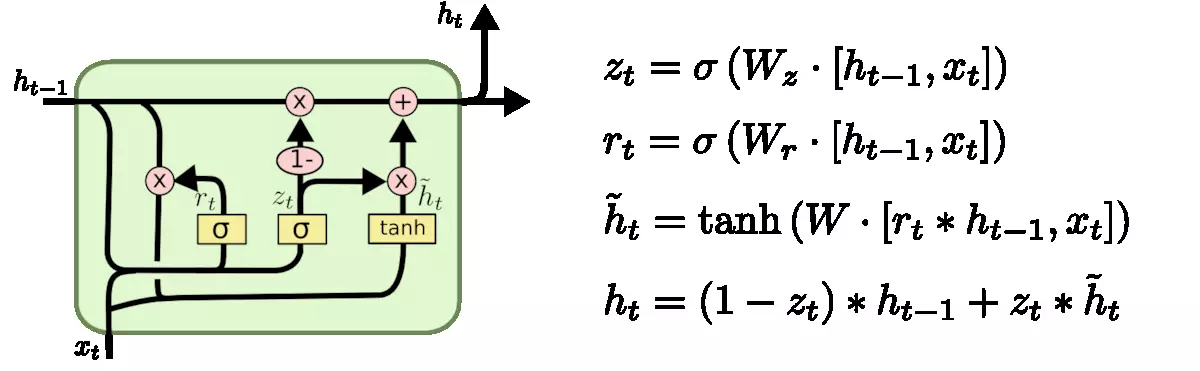 h_t
h_{t-1}
x
+
1-
x
x
r_t
z_t
h̃_t
σ
σ
tanh
x_t
z_t = σ (W_z · [h_{t-1}, x_t])
r_t = σ (W_r · [h_{t-1}, x_t])
h̃_t = tanh (W · [r_t * h_{t-1}, x_t])
h_t = (1 − z_t) * h_{t-1} + z_t * h̃_t